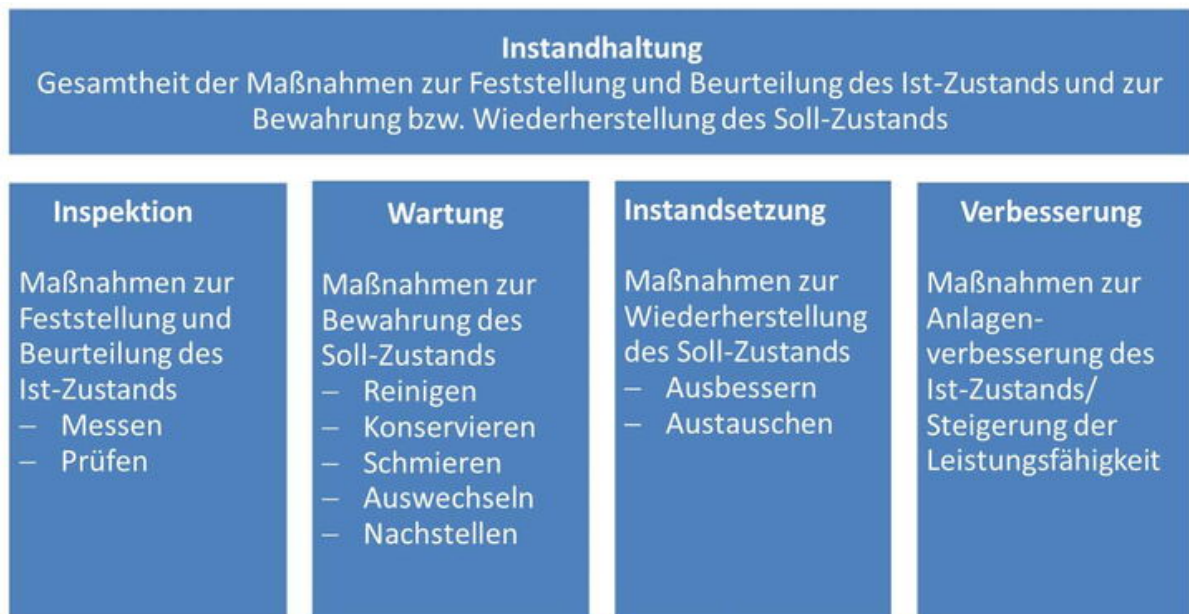 Instandhaltung
Gesamtheit der Maßnahmen zur Feststellung und Beurteilung des Ist-Zustands und zur
Bewahrung bzw. Wiederherstellung des Soll-Zustands
Inspektion
Maßnahmen zur
Feststellung und
Beurteilung des
Ist-Zustands
– Messen
– Prüfen
Wartung
Maßnahmen zur
Bewahrung des
Soll-Zustands
– Reinigen
– Konservieren
– Schmieren
– Auswechseln
– Nachstellen
Instandsetzung
Maßnahmen zur
Wiederherstellung
des Soll-Zustands
– Ausbessern
– Austauschen
Verbesserung
Maßnahmen zur
Anlagen-
verbesserung des
Ist-Zustands/
Steigerung der
Leistungsfähigkeit